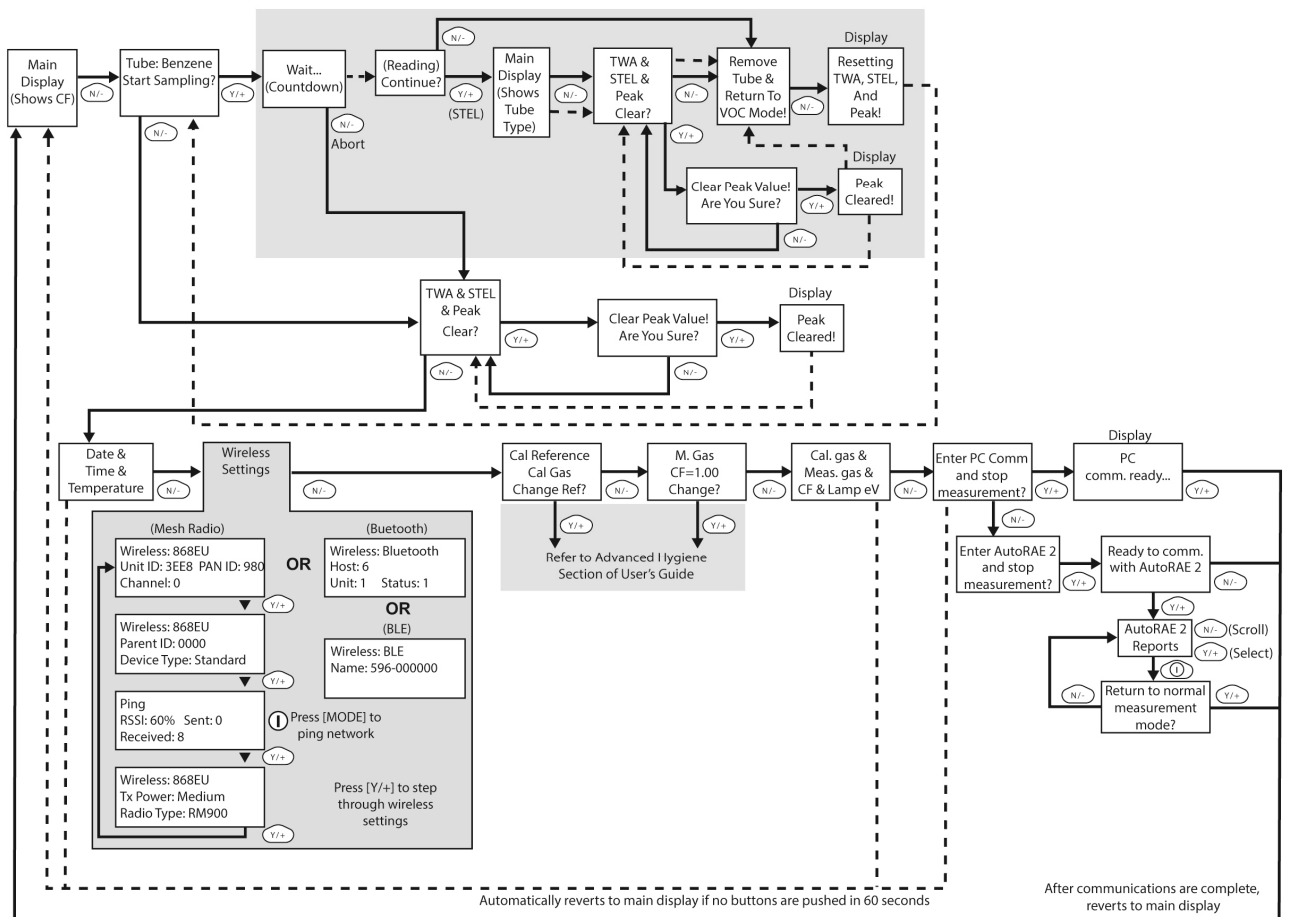 Main
Display
(Shows CF)
N/-
Tube: Benzene
Start Sampling?
Y/+
N/-
Wait...
(Countdown)
N/-
Abort
(Reading)
Continue?
N/-
Y/+
(STEL)
Main
Display
(Shows
Tube
Type)
N/-
TWA &
STEL &
Peak
Clear?
N/-
Y/+
Remove
Tube &
Return To
VOC Mode!
N/-
Display
Resetting
TWA, STEL,
And
Peak!
Clear Peak Value!
Are You Sure?
Y/+
N/-
Display
Peak
Cleared!
TWA & STEL
& Peak
Clear?
Y/+
N/-
Clear Peak Value!
Are You Sure?
Y/+
N/-
Display
Peak
Cleared!
Date &
Time &
Temperature
N/-
Wireless
Settings
N/-
(Mesh Radio)
Wireless: 868EU
Unit ID: 3EE8 PAN ID: 980
Channel: 0
Y/+
Wireless: 868EU
Parent ID: 0000
Device Type: Standard
Y/+
Ping
RSSI: 60% Sent: 0
Received: 8
Y/+
Press [MODE] to
ping network
Wireless: 868EU
Tx Power: Medium
Radio Type: RM900
Y/+
OR
(Buetooth)
Wireless: Bluetooth
Host: 6
Unit: 1 Status: 1
OR
(BLE)
Wireless: BLE
Name: 596-000000
Press [Y/+] to step
through wireless
settings
Cal Reference
Cal Gas
Change Ref?
N/-
Y/+
M. Gas
CF=1.00
Change?
N/-
Y/+
Refer to Advanced Hygiene
Section of User's Guide
Cal. gas &
Meas. gas &
CF & Lamp eV
N/-
Enter PC Comm
and stop
measurement?
Y/+
N/-
Display
PC
comm. ready...
Y/+
Enter AutoRAE 2
and stop
measurement?
Y/+
Ready to comm.
with AutoRAE 2
N/-
Y/+
AutoRAE 2
Reports
N/- (Scroll)
Y/+ (Select)
Return to normal
measurement
mode?
N/-
Y/+
Automatically reverts to main display if no buttons are pushed in 60 seconds
After communications are complete,
reverts to main display